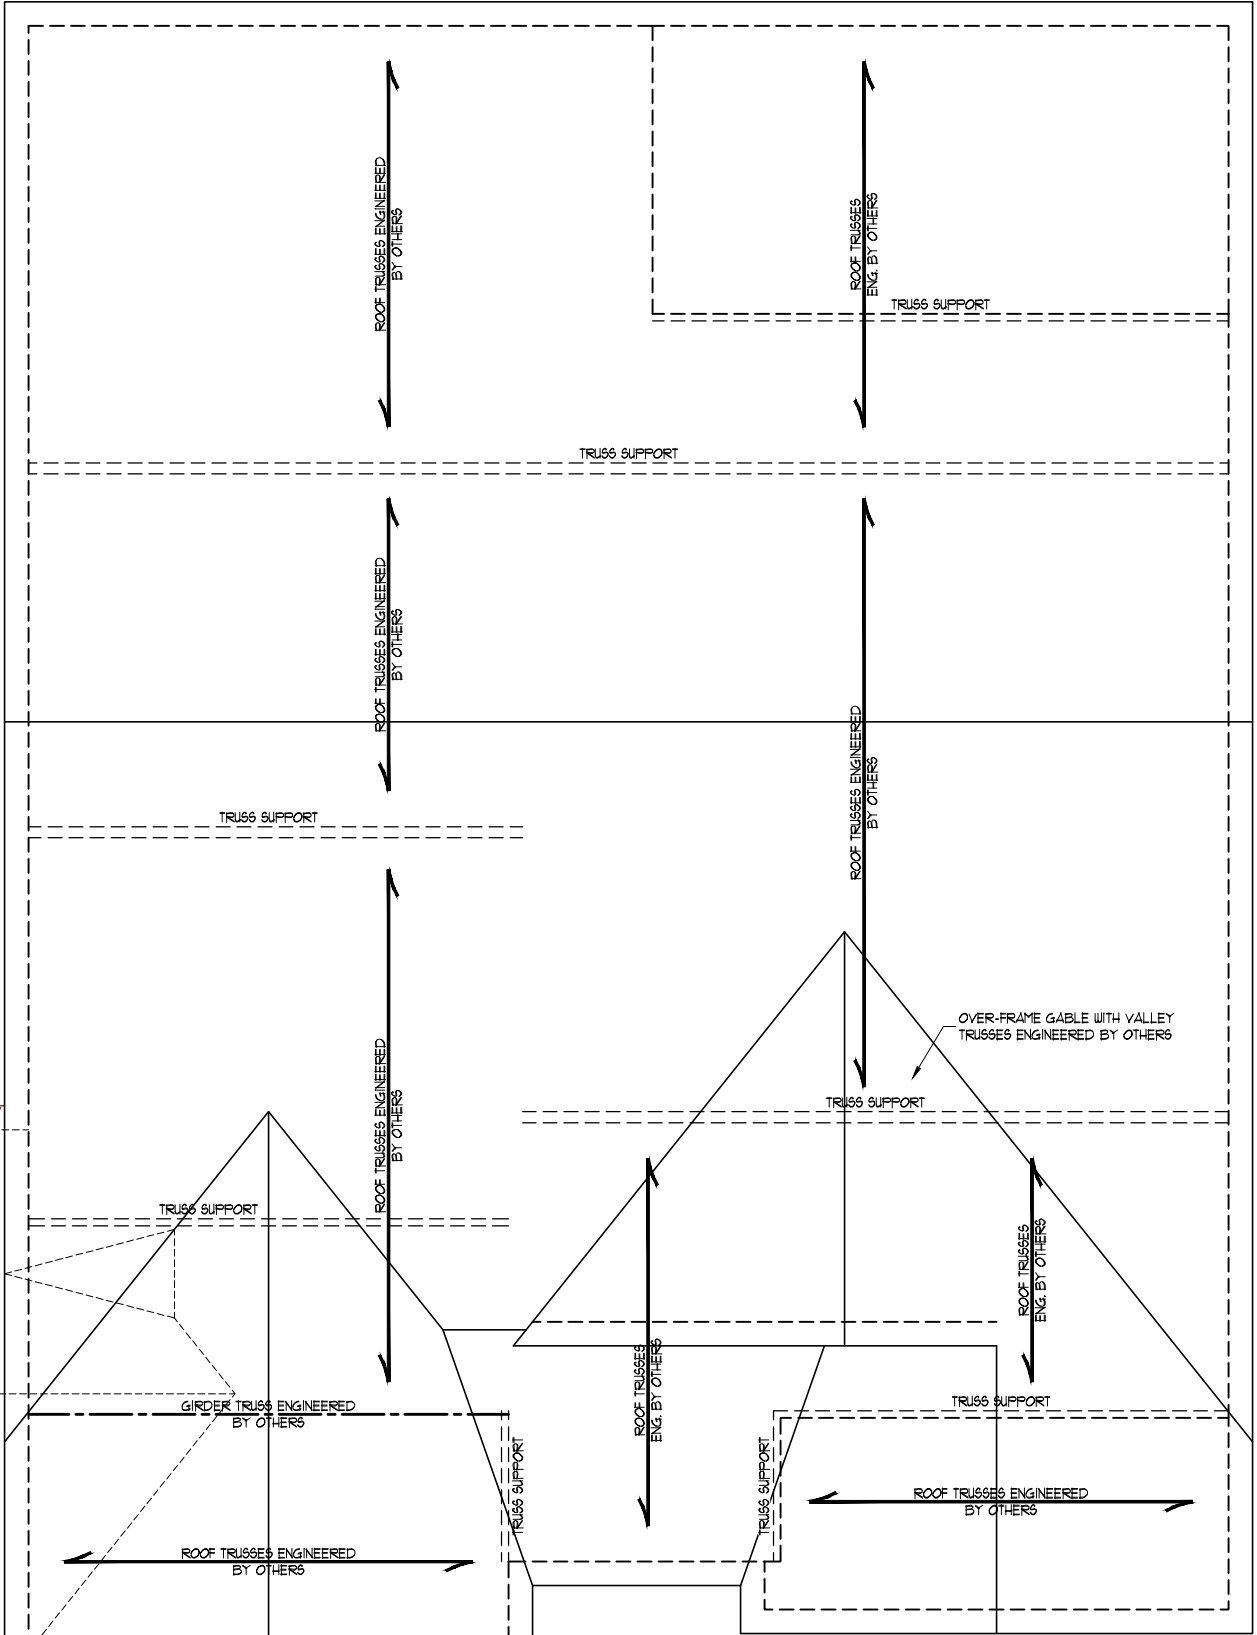 ROOF TRUSSES ENGINEERED
BY OTHERS
ROOF TRUSSES
ENG. BY OTHERS
TRUSS SUPPORT
TRUSS SUPPORT
ROOF TRUSSES ENGINEERED
BY OTHERS
ROOF TRUSSES ENGINEERED
BY OTHERS
TRUSS SUPPORT
OVER-FRAME GABLE WITH VALLEY
TRUSSES ENGINEERED BY OTHERS
TRUSS SUPPORT
ROOF TRUSSES ENGINEERED
BY OTHERS
TRUSS SUPPORT
ROOF TRUSSES
ENG. BY OTHERS
ROOF TRUSSES
ENG. BY OTHERS
GIRDER TRUSS ENGINEERED
BY OTHERS
TRUSS SUPPORT
TRUSS SUPPORT
TRUSS SUPPORT
ROOF TRUSSES ENGINEERED
BY OTHERS
ROOF TRUSSES ENGINEERED
BY OTHERS